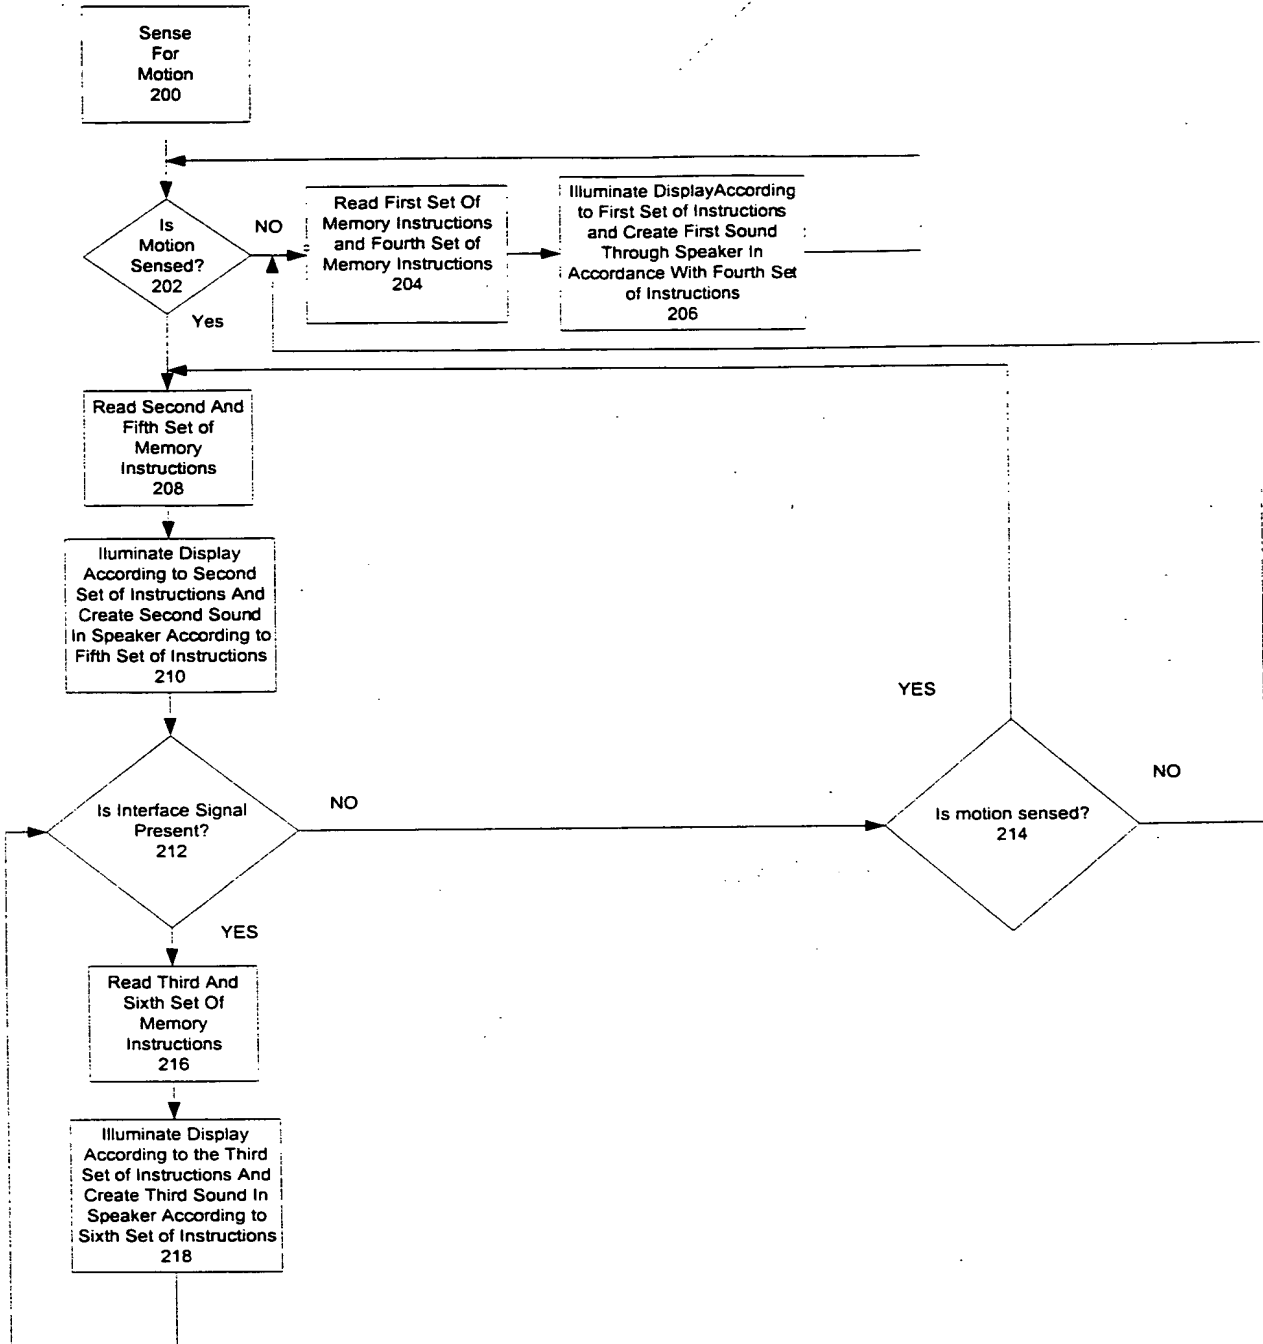 Sense
For
Motion
200
Is
Motion
Sensed?
202
NO
Yes
Read First Set Of
Memory Instructions
and Fourth Set of
Memory Instructions
204
Illuminate DisplayAccording
to First Set of Instructions
and Create First Sound
Through Speaker In
Accordance With Fourth Set
of Instructions
206
Read Second And
Fifth Set of
Memory
Instructions
208
Iluminate Display
According to Second
Set of Instructions And
Create Second Sound
In Speaker According to
Fifth Set of Instructions
210
Is Interface Signal
Present?
212
NO
YES
YES
Is motion sensed?
214
NO
Read Third And
Sixth Set Of
Memory
Instructions
216
Illuminate Display
According to the Third
Set of Instructions And
Create Third Sound In
Speaker According to
Sixth Set of Instructions
218